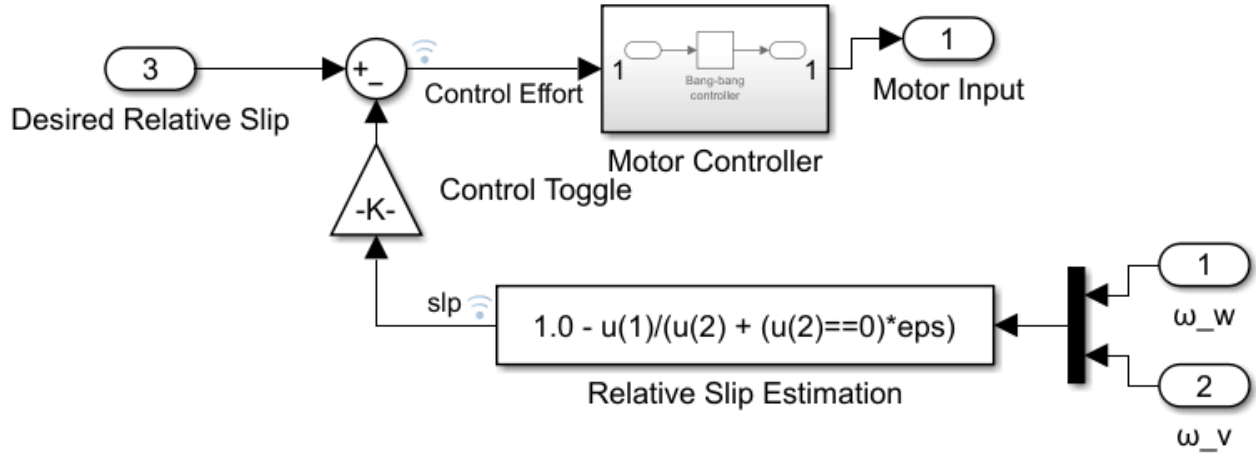 3
Desired Relative Slip
+
_
Control Effort
1
Bang-bang
controller
1
Motor Controller
1
Motor Input
-K-
Control Toggle
slp
1.0 - u(1)/(u(2) + (u(2)==0)*eps)
Relative Slip Estimation
1
ω_w
2
ω_v